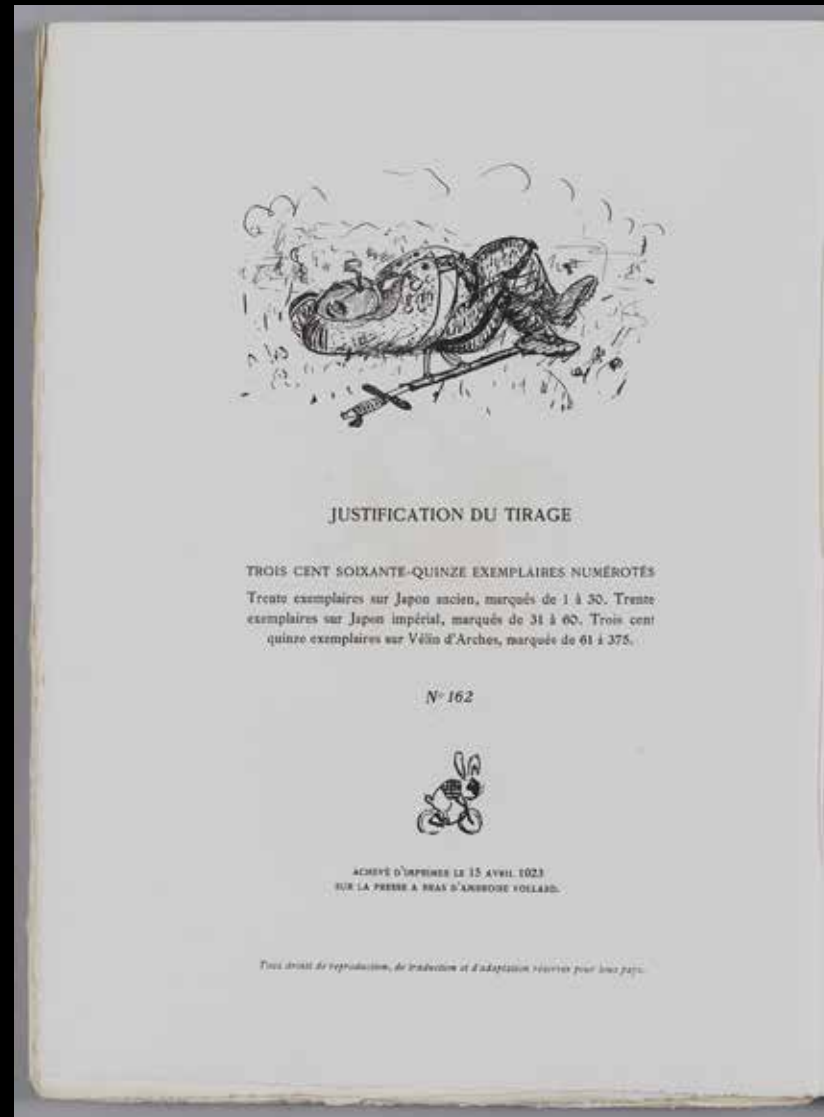 JUSTIFICATION DU TIRAGE
TROIS CENT SOIXANTE-QUINZE EXEMPLAIRES NUMÉROTÉS
Trente exemplaires sur Japon ancien, marqués de 1 à 30. Trente
exemplaires sur Japon impérial, marqués de 31 à 60. Trois cent
quinze exemplaires sur Vélin d'Arches, marqués de 61 à 375.
N° 162
ACHEVÉ D'IMPRIMER LE 15 AVRIL 1923
SUR LA PRESSE A BRAS D'AMBROISE VOLLARD.
Tous droits de reproduction, de traduction et d'adaptation réservés pour tous pays.